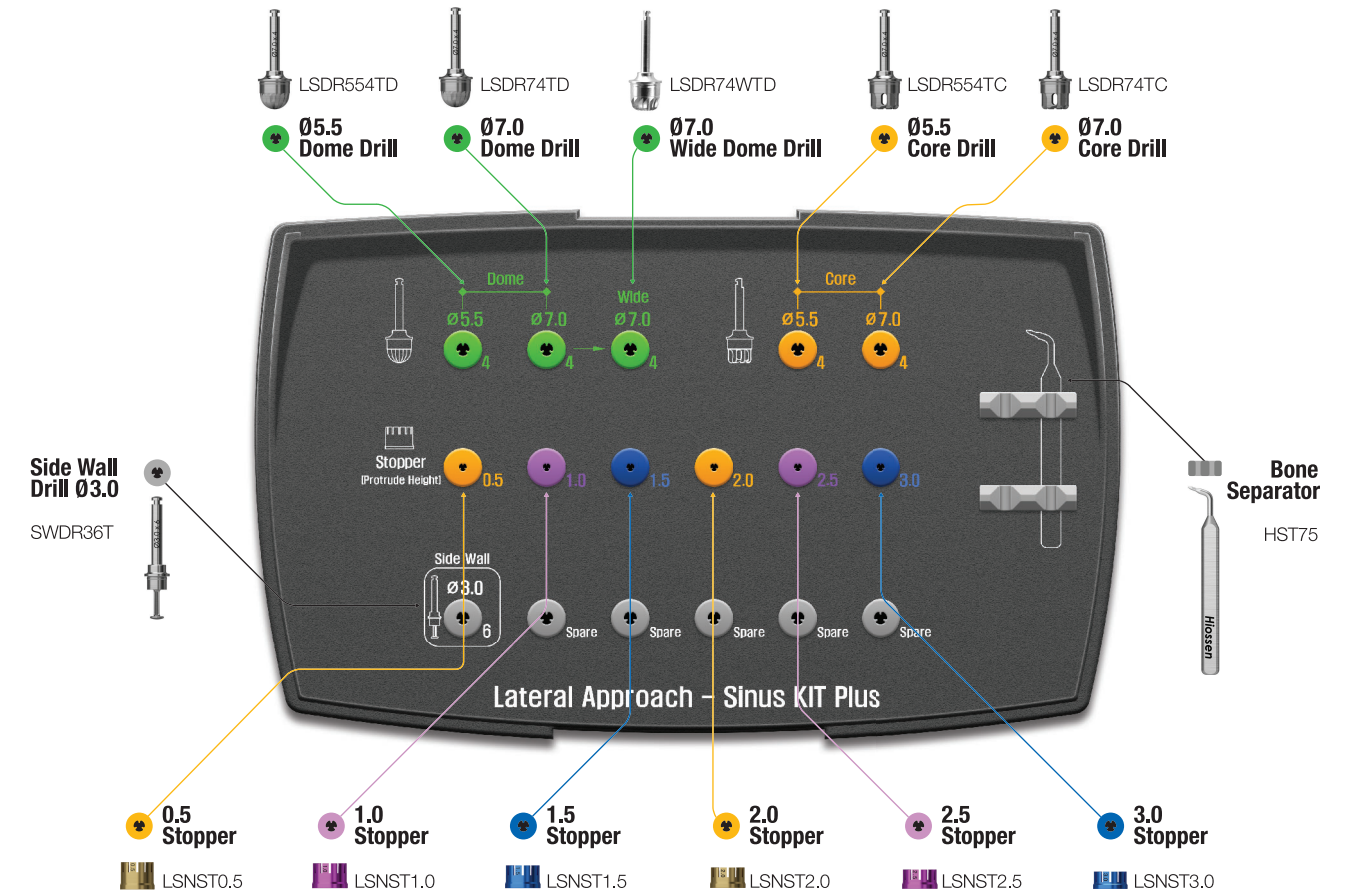 LSDR554TD
LSDR74TD
LSDR74WTD
LSDR554TC
LSDR74TC
Ø5.5
Dome Drill
Ø7.0
Dome Drill
Ø7.0
Wide Dome Drill
Ø5.5
Core Drill
Ø7.0
Core Drill
Dome
Wide
Core
Ø5.5
Ø7.0
Ø7.0
Ø5.5
Ø7.0
4
4
4
4
4
Stopper
(Protrude Height)
0.5
1.0
1.5
2.0
2.5
3.0
Side Wall
Drill Ø3.0
SWDR36T
Bone
Separator
HST75
Hiossen
Side Wall
Ø3.0
6
Spare
Spare
Spare
Spare
Spare
Lateral Approach – Sinus KIT Plus
0.5
Stopper
1.0
Stopper
1.5
Stopper
2.0
Stopper
2.5
Stopper
3.0
Stopper
LSNST0.5
LSNST1.0
LSNST1.5
LSNST2.0
LSNST2.5
LSNST3.0